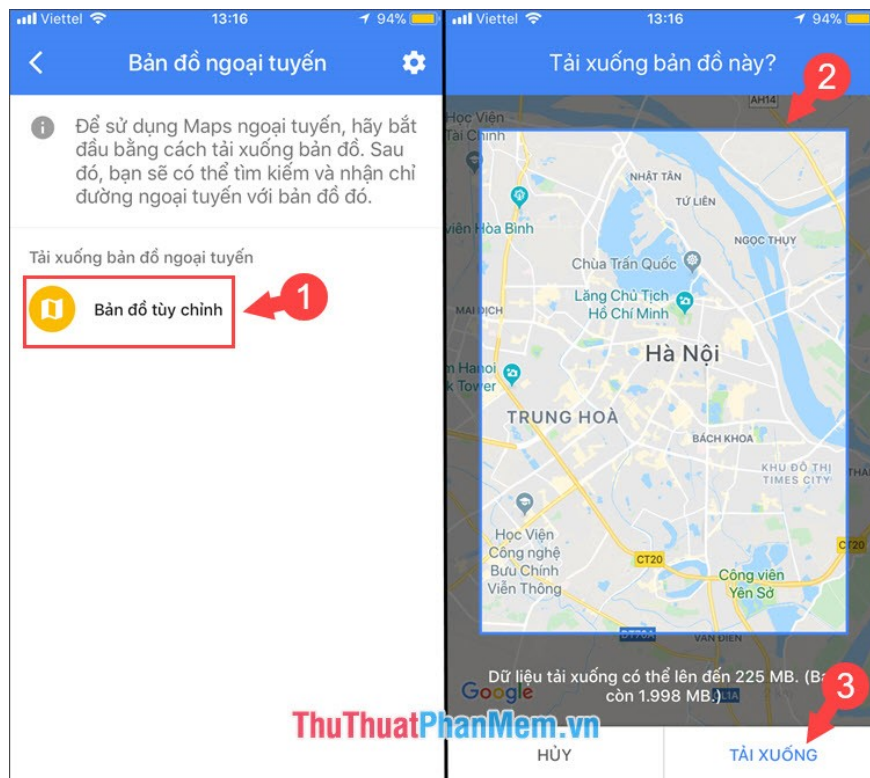 Viettel 13:16 94%
Bản đồ ngoại tuyến
Để sử dụng Maps ngoại tuyến, hãy bắt
đầu bằng cách tải xuống bản đồ. Sau
đó, bạn sẽ có thể tìm kiếm và nhận chỉ
đường ngoại tuyến với bản đồ đó.
Tải xuống bản đồ ngoại tuyến
Bản đồ tùy chỉnh
1
Viettel 13:16 94%
Tải xuống bản đồ này?
2
AH14
Học Viện
Tài Chính
NHẬT TÂN
TỨ LIÊN
viên Hòa Bình
NGỌC THỤY
Chùa Trấn Quốc
Lăng Chủ Tịch
Hồ Chí Minh
MAI DỊCH
Hà Nội
Hanoi
Tower
TRUNG HOÀ
BÁCH KHOA
KHU ĐÔ THỊ
TIMES CITY
Học Viện
Công nghệ
Bưu Chính
Viễn Thông
CT20
CT20
Công viên
Yên Sở
VAN DIEN
Dữ liệu tải xuống có thể lên đến 225 MB. (
còn 1.998 MB.)
Google
3
ThuThuatPhanMem.vn
HỦY
TẢI XUỐNG